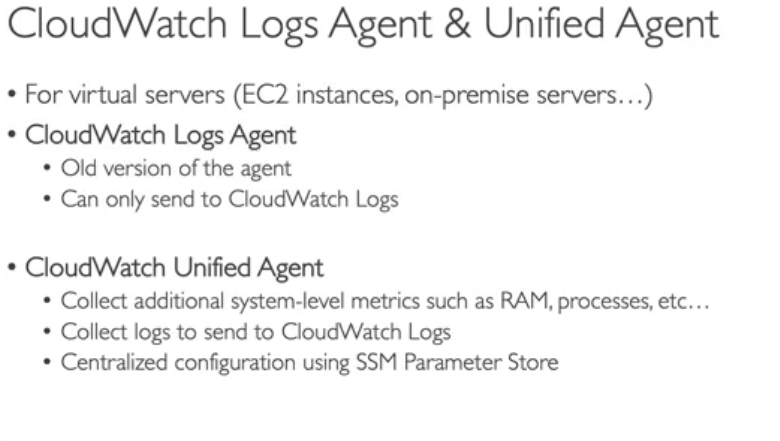 CloudWatch Logs Agent & Unified Agent
• For virtual servers (EC2 instances, on-premise servers…)
• CloudWatch Logs Agent
• Old version of the agent
• Can only send to CloudWatch Logs
• CloudWatch Unified Agent
• Collect additional system-level metrics such as RAM, processes, etc…
• Collect logs to send to CloudWatch Logs
• Centralized configuration using SSM Parameter Store